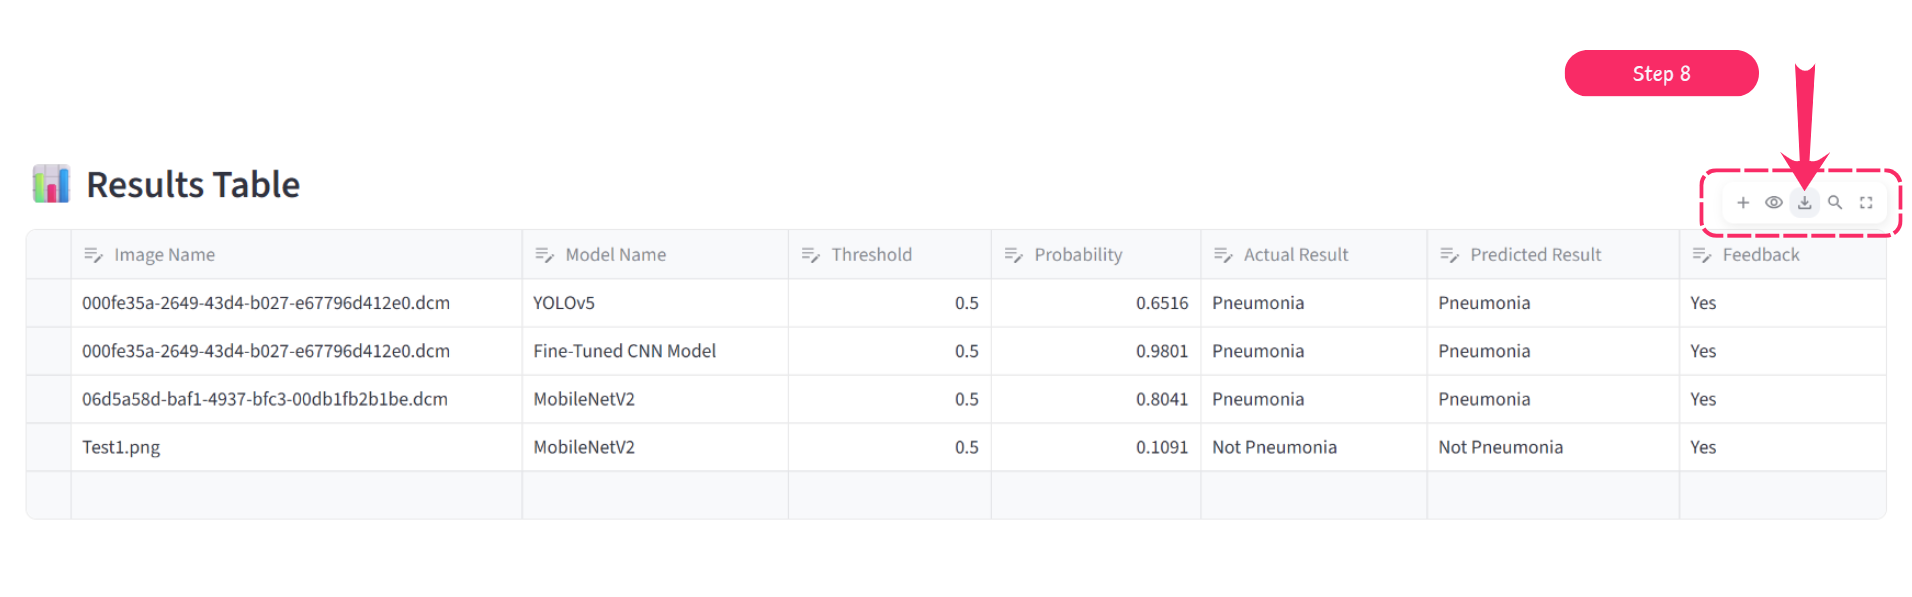 Step 8
Results Table
Image Name Model Name Threshold Probability Actual Result Predicted Result Feedback
000fe35a-2649-43d4-b027-e67796d412e0.dcm YOLOv5 0.5 0.6516 Pneumonia Pneumonia Yes
000fe35a-2649-43d4-b027-e67796d412e0.dcm Fine-Tuned CNN Model 0.5 0.9801 Pneumonia Pneumonia Yes
06d5a58d-baf1-4937-bfc3-00db1fb2b1be.dcm MobileNetV2 0.5 0.8041 Pneumonia Pneumonia Yes
Test1.png MobileNetV2 0.5 0.1091 Not Pneumonia Not Pneumonia Yes